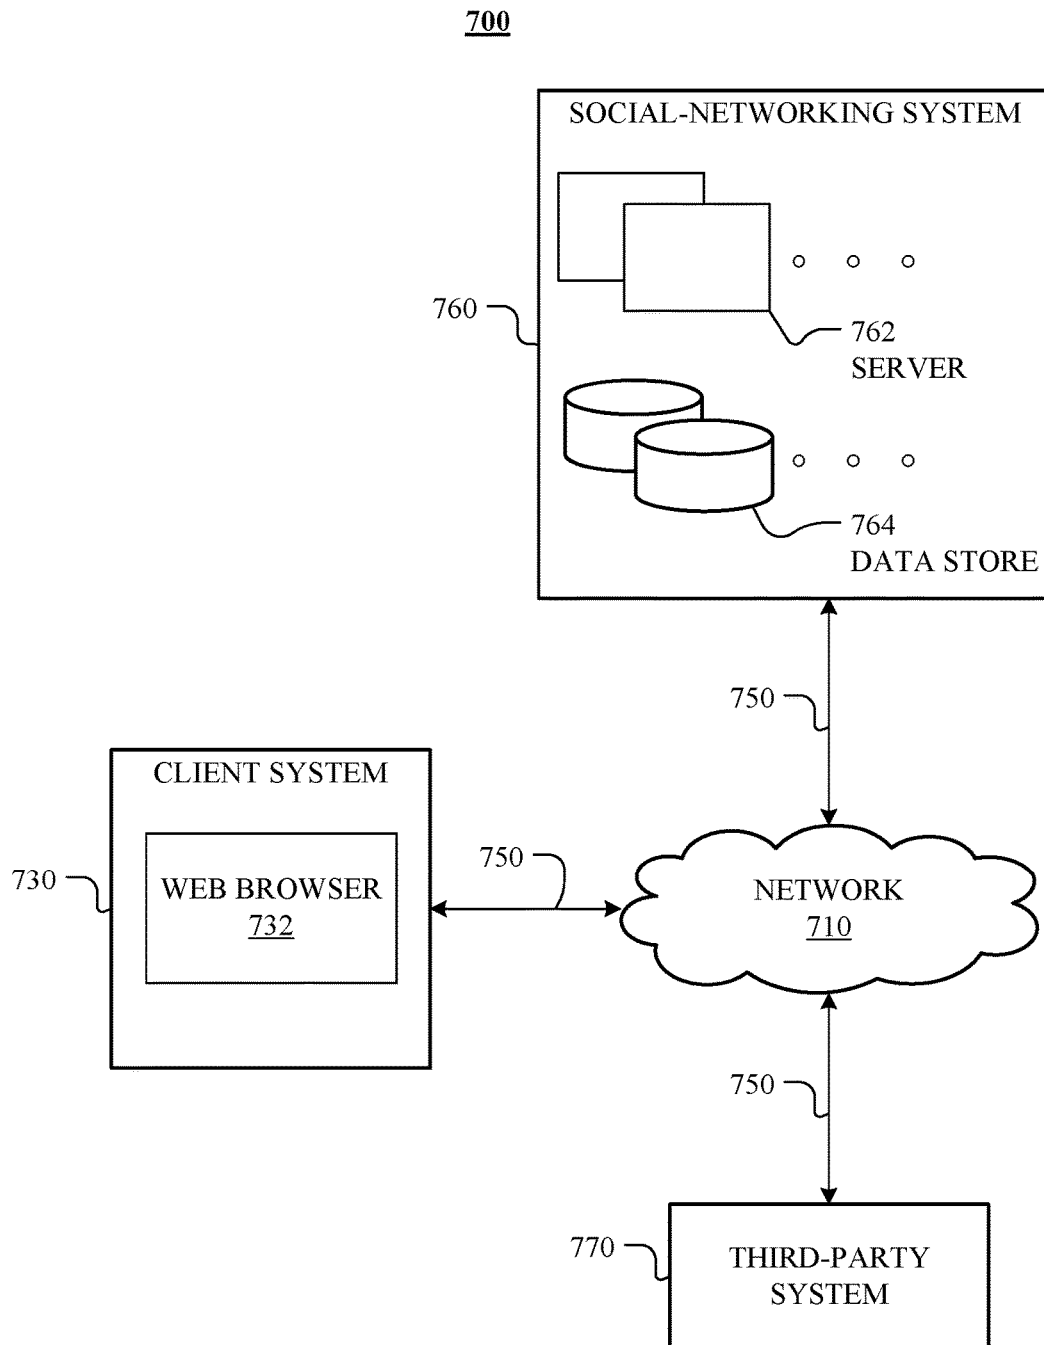 700
SOCIAL-NETWORKING SYSTEM
760
762
SERVER
764
DATA STORE
750
CLIENT SYSTEM
730
WEB BROWSER
732
750
NETWORK
710
750
770
THIRD-PARTY
SYSTEM